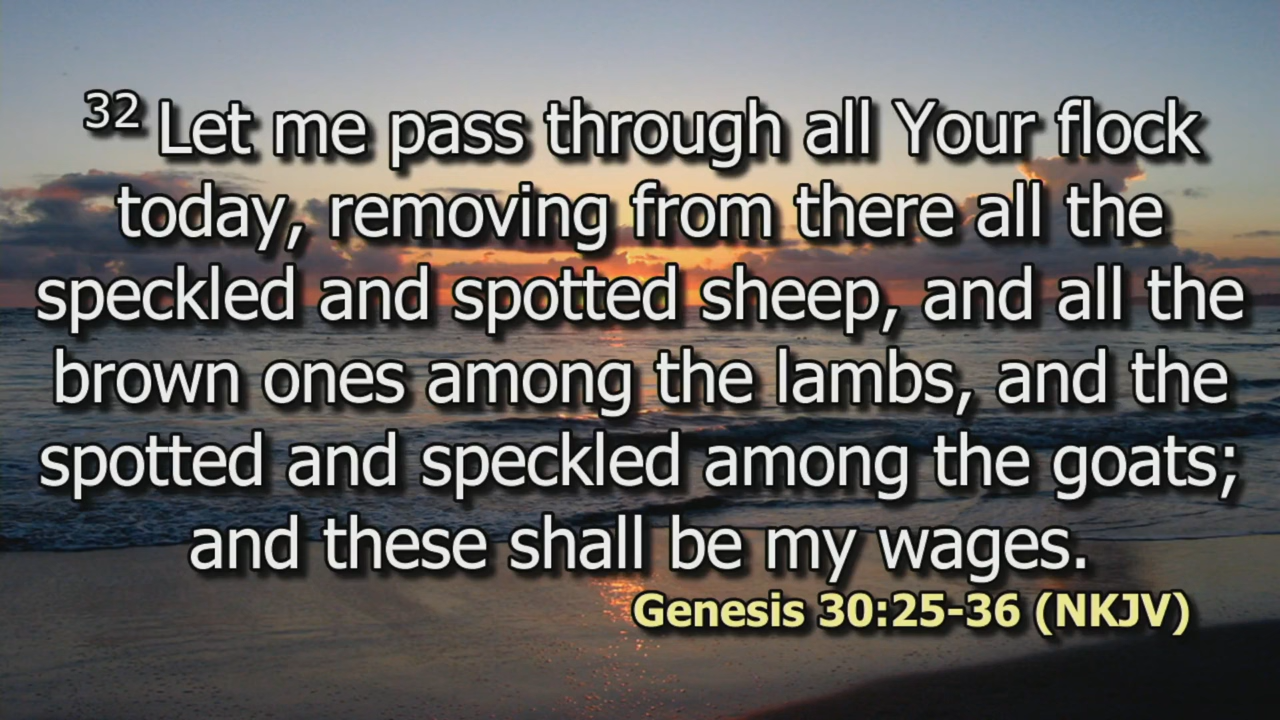 32 Let me pass through all Your flock
today, removing from there all the
speckled and spotted sheep, and all the
brown ones among the lambs, and the
spotted and speckled among the goats;
and these shall be my wages.
Genesis 30:25-36 (NKJV)